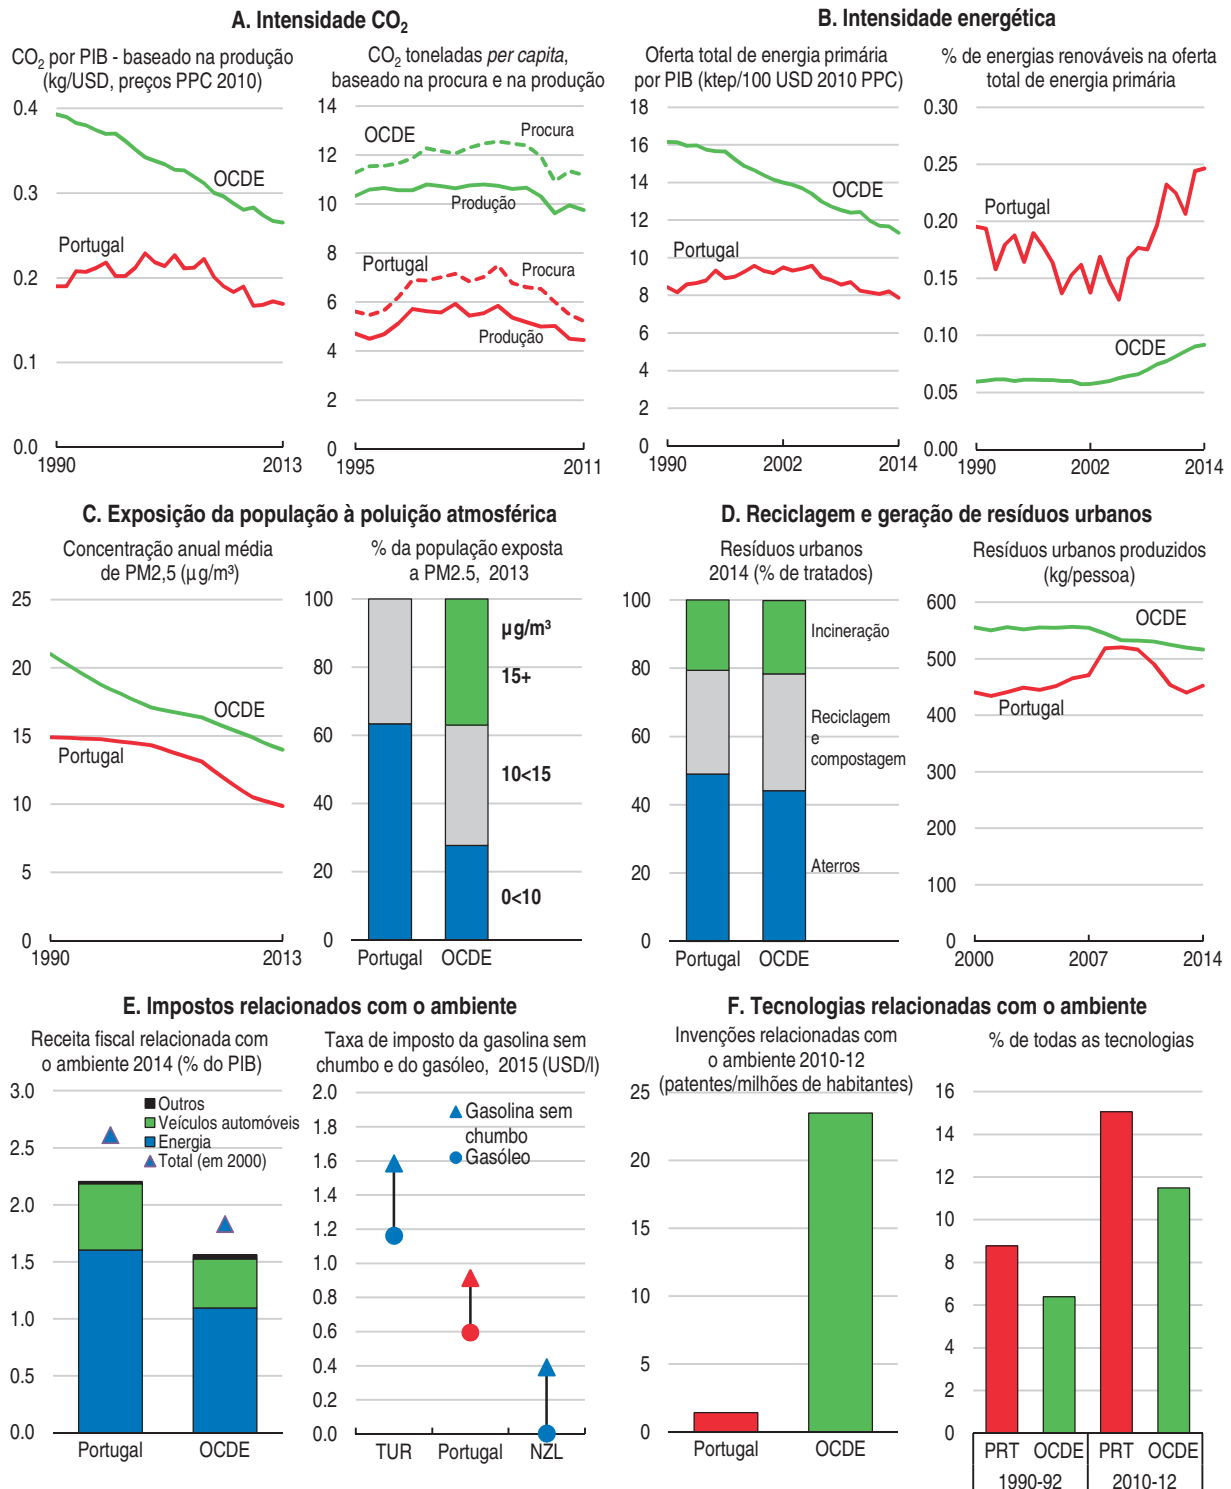 A. Intensidade CO₂
CO₂ por PIB - baseado na produção
(kg/USD, preços PPC 2010)
0.4
0.3
0.2
0.1
0.0
OCDE
Portugal
1990
2013
CO₂ toneladas per capita,
baseado na procura e na produção
14
12
10
8
6
4
2
0
OCDE
Procura
Produção
Portugal
Procura
Produção
1995
2011
B. Intensidade energética
Oferta total de energia primária
por PIB (ktep/100 USD 2010 PPC)
18
16
14
12
10
8
6
4
2
0
OCDE
Portugal
1990
2002
2014
% de energias renováveis na oferta
total de energia primária
0.30
0.25
0.20
0.15
0.10
0.05
0.00
Portugal
OCDE
1990
2002
2014
C. Exposição da população à poluição atmosférica
Concentração anual média
de PM2,5 (µg/m³)
25
20
15
10
5
0
OCDE
Portugal
1990
2013
% da população exposta
a PM2.5, 2013
100
80
60
40
20
0
µg/m³
15+
10<15
0<10
Portugal
OCDE
D. Reciclagem e geração de resíduos urbanos
Resíduos urbanos
2014 (% de tratados)
100
80
60
40
20
0
Incineração
Reciclagem
e
compostagem
Aterros
Portugal
OCDE
Resíduos urbanos produzidos
(kg/pessoa)
600
500
400
300
200
100
0
OCDE
Portugal
2000
2007
2014
E. Impostos relacionados com o ambiente
Receita fiscal relacionada com
o ambiente 2014 (% do PIB)
3.0
2.5
2.0
1.5
1.0
0.5
0.0
Outros
Veículos automóveis
Energia
Total (em 2000)
Portugal
OCDE
Taxa de imposto da gasolina sem
chumbo e do gasóleo, 2015 (USD/l)
2.0
1.8
1.6
1.4
1.2
1.0
0.8
0.6
0.4
0.2
0.0
Gasolina sem
chumbo
Gasóleo
TUR
Portugal
NZL
F. Tecnologias relacionadas com o ambiente
Invenções relacionadas com
o ambiente 2010-12
(patentes/milhões de habitantes)
25
20
15
10
5
0
Portugal
OCDE
% de todas as tecnologias
16
14
12
10
8
6
4
2
0
PRT
OCDE
PRT
OCDE
1990-92
2010-12